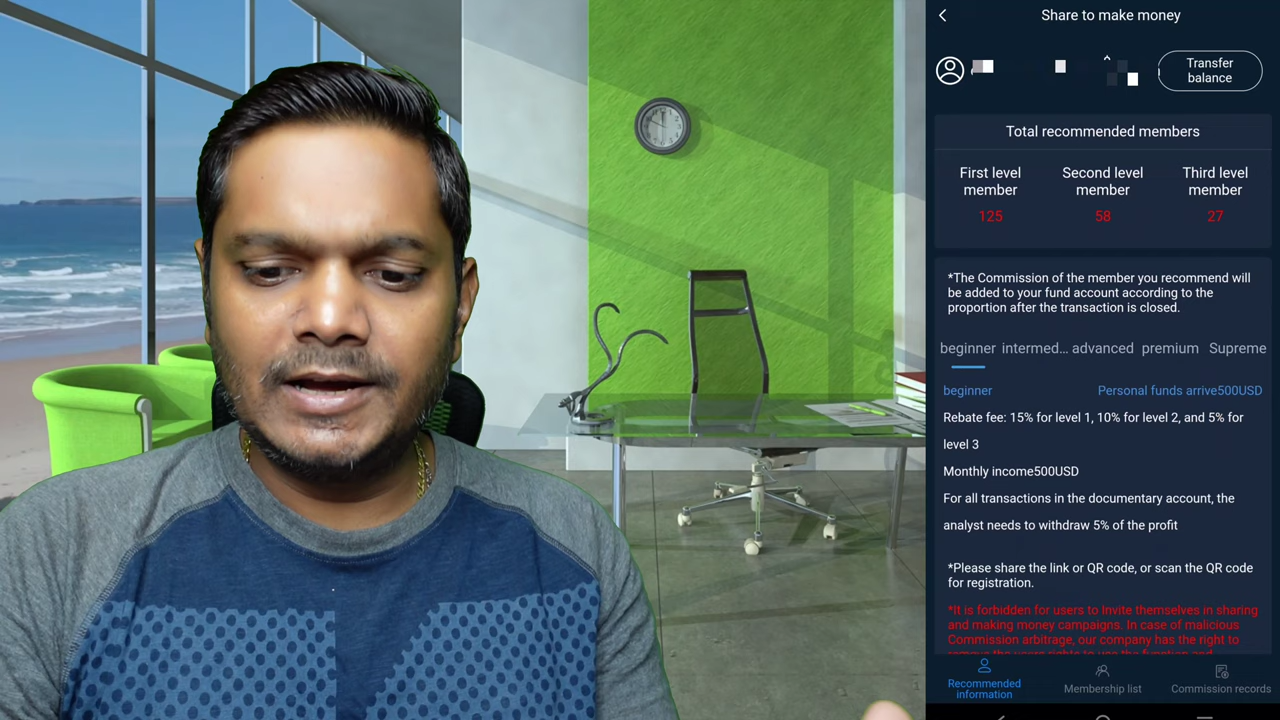 Share to make money
Transfer
balance
Total recommended members
First level
member
Second level
member
Third level
member
125
58
27
*The Commission of the member you recommend will
be added to your fund account according to the
proportion after the transaction is closed.
beginner intermed... advanced premium Supreme
beginner Personal funds arrive500USD
Rebate fee: 15% for level 1, 10% for level 2, and 5% for
level 3
Monthly income500USD
For all transactions in the documentary account, the
analyst needs to withdraw 5% of the profit
*Please share the link or QR code, or scan the QR code
for registration.
*It is forbidden for users to Invite themselves in sharing
and making money campaigns. In case of malicious
Commission arbitrage, our company has the right to
Recommended
information
Membership list
Commission records